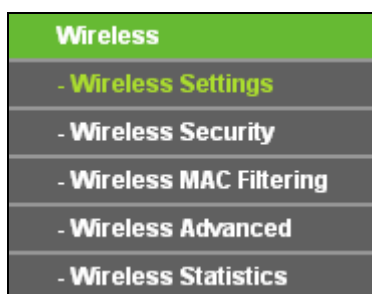 Wireless
- Wireless Settings
- Wireless Security
- Wireless MAC Filtering
- Wireless Advanced
- Wireless Statistics